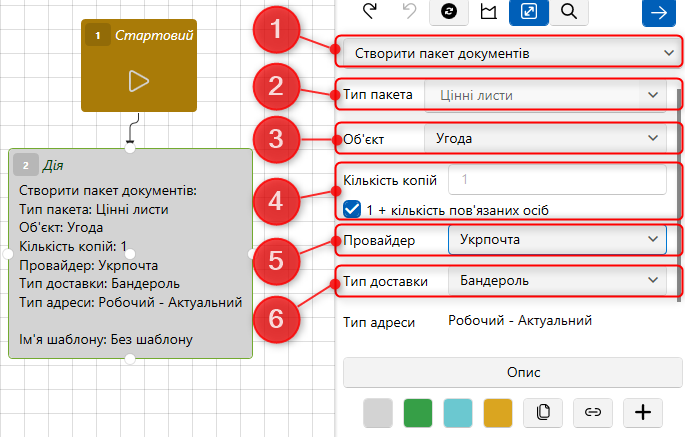 1 Стартовий
2 Дія
Створити пакет документів:
Тип пакета: Цінні листи
Об'єкт: Угода
Кількість копій: 1
Провайдер: Укрпочта
Тип доставки: Бандероль
Тип адреси: Робочий - Актуальний
Ім'я шаблону: Без шаблону
1
Створити пакет документів
2
Тип пакета Цінні листи
3
Об'єкт Угода
4
Кількість копій 1
1 + кількість пов'язаних осіб
5
Провайдер Укрпочта
6
Тип доставки Бандероль
Тип адреси Робочий - Актуальний
Опис